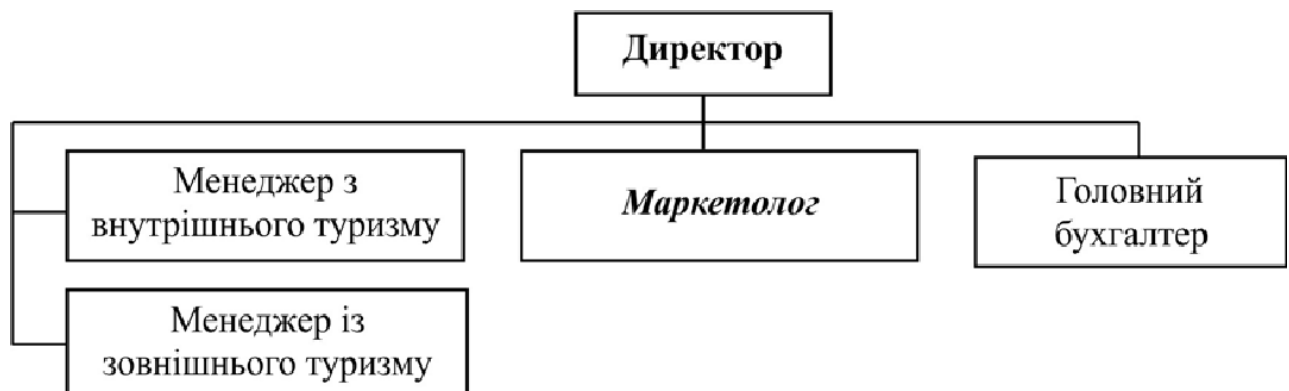 Директор
Менеджер з
внутрішнього туризму
Маркетолог
Головний
бухгалтер
Менеджер із
зовнішнього туризму